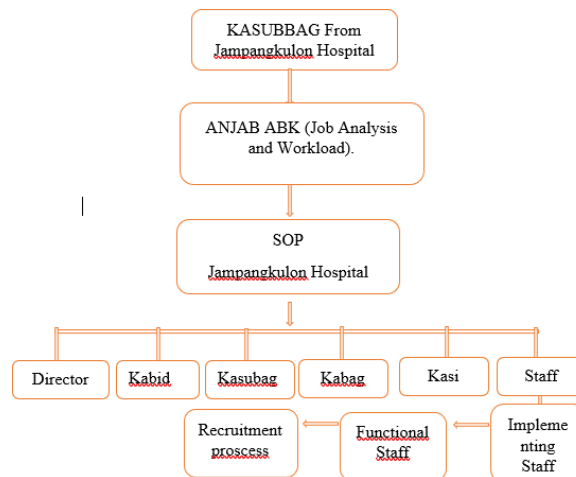 KASUBBAG From
Jampangkulon Hospital
ANJAB ABK (Job Analysis
and Workload).
SOP
Jampangkulon Hospital
Director
Kabid
Kasubag
Kabag
Kasi
Staff
Recruitment
proscess
Functional
Staff
Impleme
nting
Staff